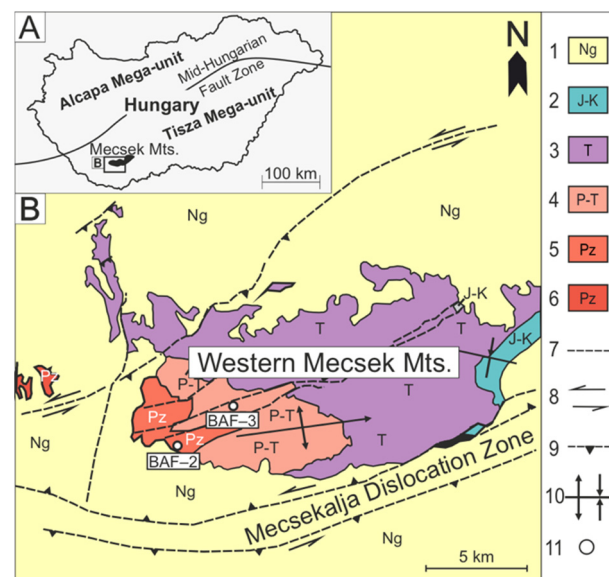 A
Alcapa Mega-unit
Mid-Hungarian
Fault Zone
Hungary
Tisza Mega-unit
Mecsek Mts.
B
100 km
N
B
Ng
Ng
J-K
T
T
J-K
Western Mecsek Mts.
Pz
P-T
T
Pz
BAF–3
P-T
Pz
T
BAF–2
Ng
Ng
Mecsekalja Dislocation Zone
Ng
5 km
1 Ng
2 J-K
3 T
4 P-T
5 Pz
6 Pz
7
8
9
10
11